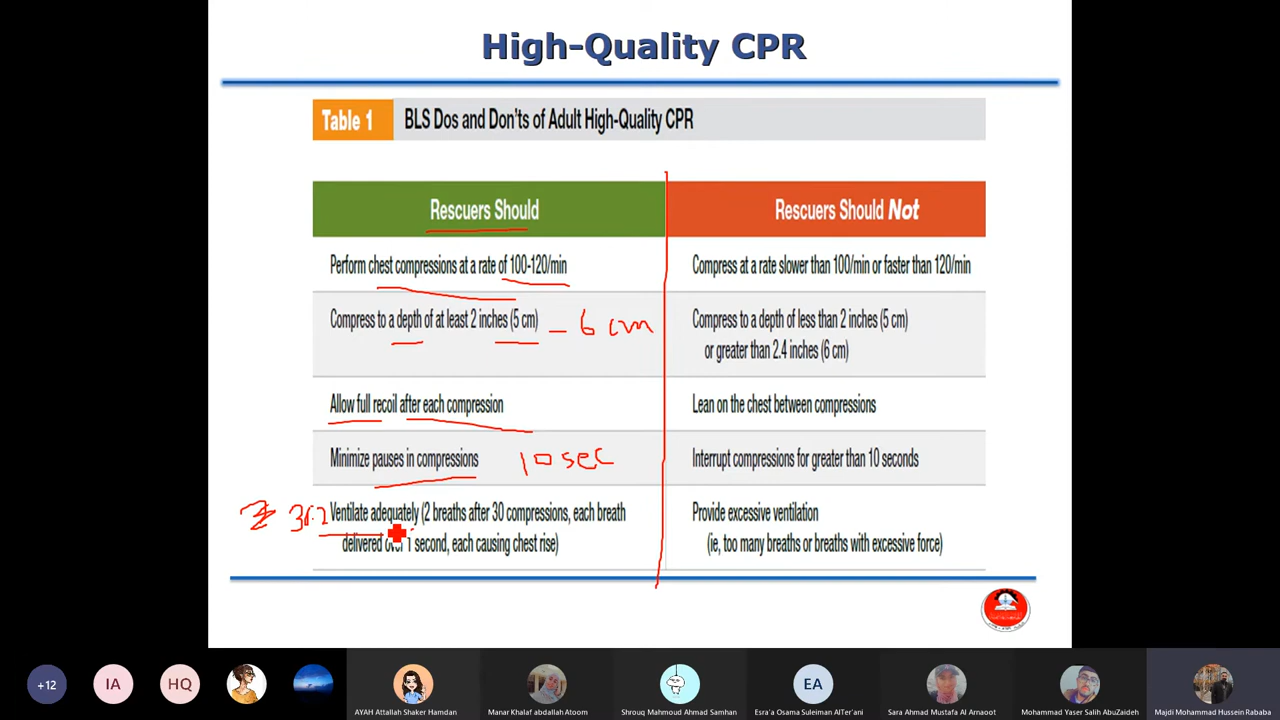 High-Quality CPR
Table 1 BLS Dos and Don'ts of Adult High-Quality CPR
Rescuers Should
Rescuers Should Not
Perform chest compressions at a rate of 100-120/min
Compress at a rate slower than 100/min or faster than 120/min
Compress to a depth of at least 2 inches (5 cm) – 6 cm
Compress to a depth of less than 2 inches (5 cm)
or greater than 2.4 inches (6 cm)
Allow full recoil after each compression
Lean on the chest between compressions
Minimize pauses in compressions 10 sec
Interrupt compressions for greater than 10 seconds
Ventilate adequately (2 breaths after 30 compressions, each breath
delivered over 1 second, each causing chest rise)
Provide excessive ventilation
(ie, too many breaths or breaths with excessive force)
+12
IA
HQ
EA
AYAH Attallah Shaker Hamdan
Manar Khalaf abdallah Atoom
Shrouq Mahmoud Ahmad Samhan
Esra'a Osama Suleiman AlTer'ani
Sara Ahmad Mustafa Al Arnaoot
Mohammad Yaser Salih AbuZaideh
Majdi Mohammad Hussein Rababa